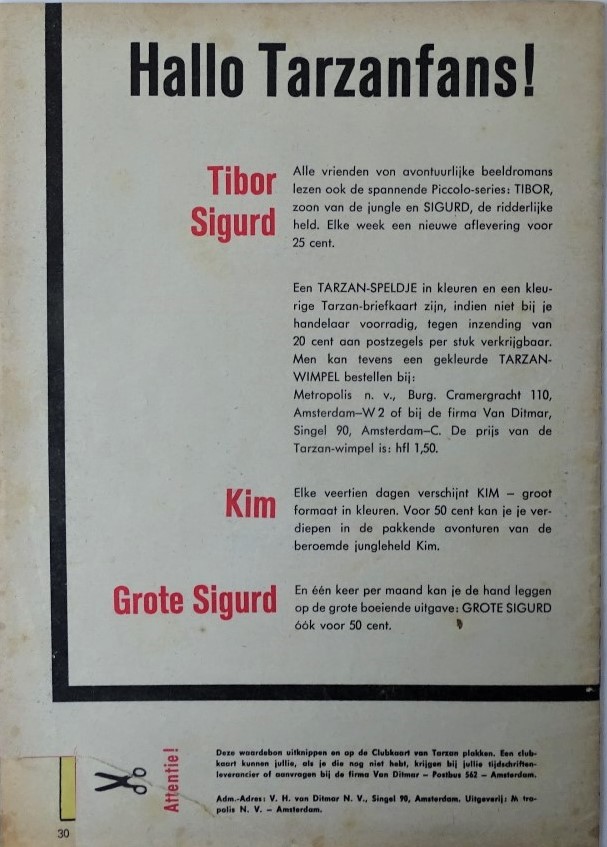 Hallo Tarzanfans!
Tibor
Sigurd
Alle vrienden von avontuurlijke beeldromans
lezen ook de spannende Piccolo-series: TIBOR,
zoon van de jungle en SIGURD, de ridderlijke
held. Elke week een nieuwe aflevering voor
25 cent.
Een TARZAN-SPELDJE in kleuren en een kleu-
rige Tarzan-briefkaart zijn, indien niet bij je
handelaar voorradig, tegen inzending van
20 cent aan postzegels per stuk verkrijgbaar.
Men kan tevens een gekleurde TARZAN-
WIMPEL bestellen bij:
Metropolis n. v., Burg. Cramergracht 110,
Amsterdam–W 2 of bij de firma Van Ditmar,
Singel 90, Amsterdam–C. De prijs van de
Tarzan-wimpel is: hfl 1,50.
Kim
Elke veertien dagen verschijnt KIM – groot
formaat in kleuren. Voor 50 cent kan je je ver-
diepen in de pakkende avonturen van de
beroemde jungleheld Kim.
Grote Sigurd
En één keer per maand kan je de hand leggen
op de grote boeiende uitgave: GROTE SIGURD
óók voor 50 cent.
Attentie!
Deze waardebon uitknippen en op de Clubkaart van Tarzan plakken. Een club-
kaart kunnen jullie, als je die nog niet hebt, krijgen bij jullie tijdschriften-
leverancier of aanvragen bij de firma Van Ditmar – Postbus 562 – Amsterdam.
Adm.-Adres: V. H. van Ditmar N. V., Singel 90, Amsterdam. Uitgeverij: M tro-
polis N. V. – Amsterdam.
30